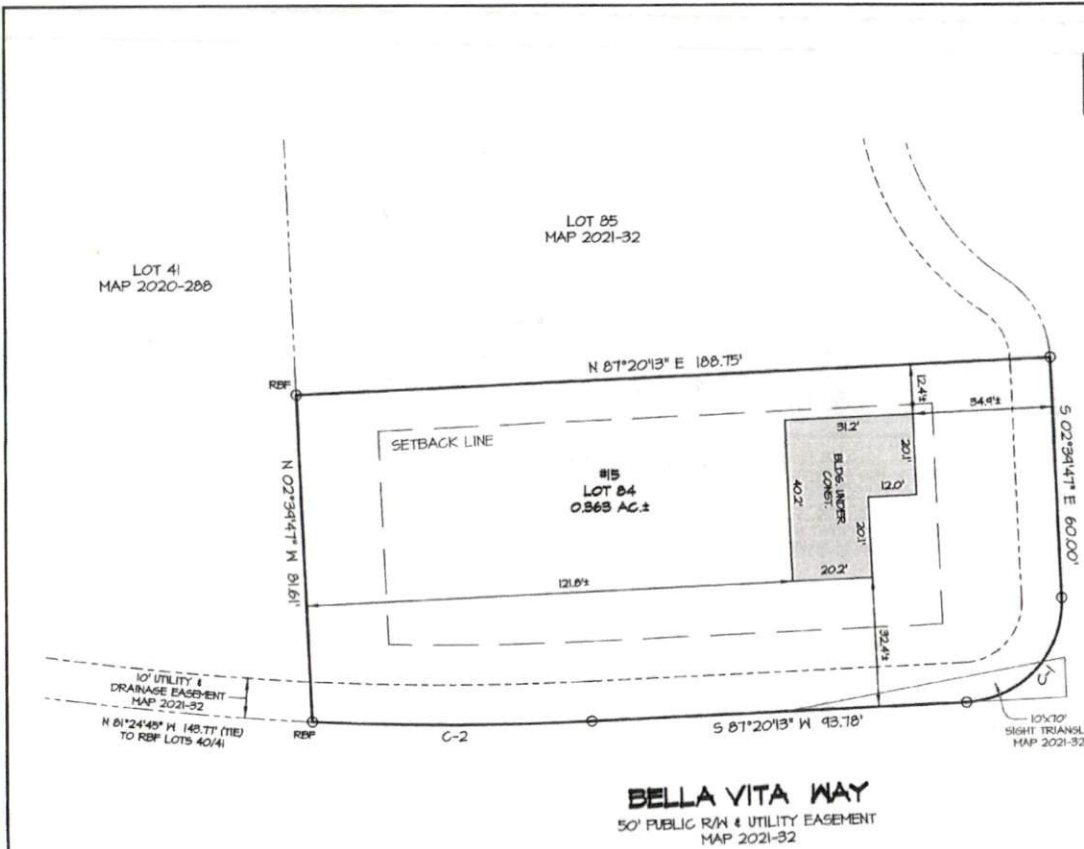 LOT 85
MAP 2021-32
LOT 41
MAP 2020-288
N 87°20'13" E 188.75'
RBF
12.4'±
34.9'±
SETBACK LINE
31.2'
20.1'
BLDG. UNDER
CONST.
12.0'
40.2'
20.1'
20.2'
#15
LOT 84
0.363 AC.±
S 02°39'47" E 60.00'
N 02°39'47" W 81.61'
121.8'±
32.4'±
10' UTILITY &
DRAINAGE EASEMENT
MAP 2021-32
N 81°24'45" W 143.77' (TIE)
TO RBF LOTS 40/41
RBF
C-2
S 87°20'13" W 93.78'
SIGHT TRIANGL
MAP 2021-32
BELLA VITA WAY
50' PUBLIC R/W & UTILITY EASEMENT
MAP 2021-32